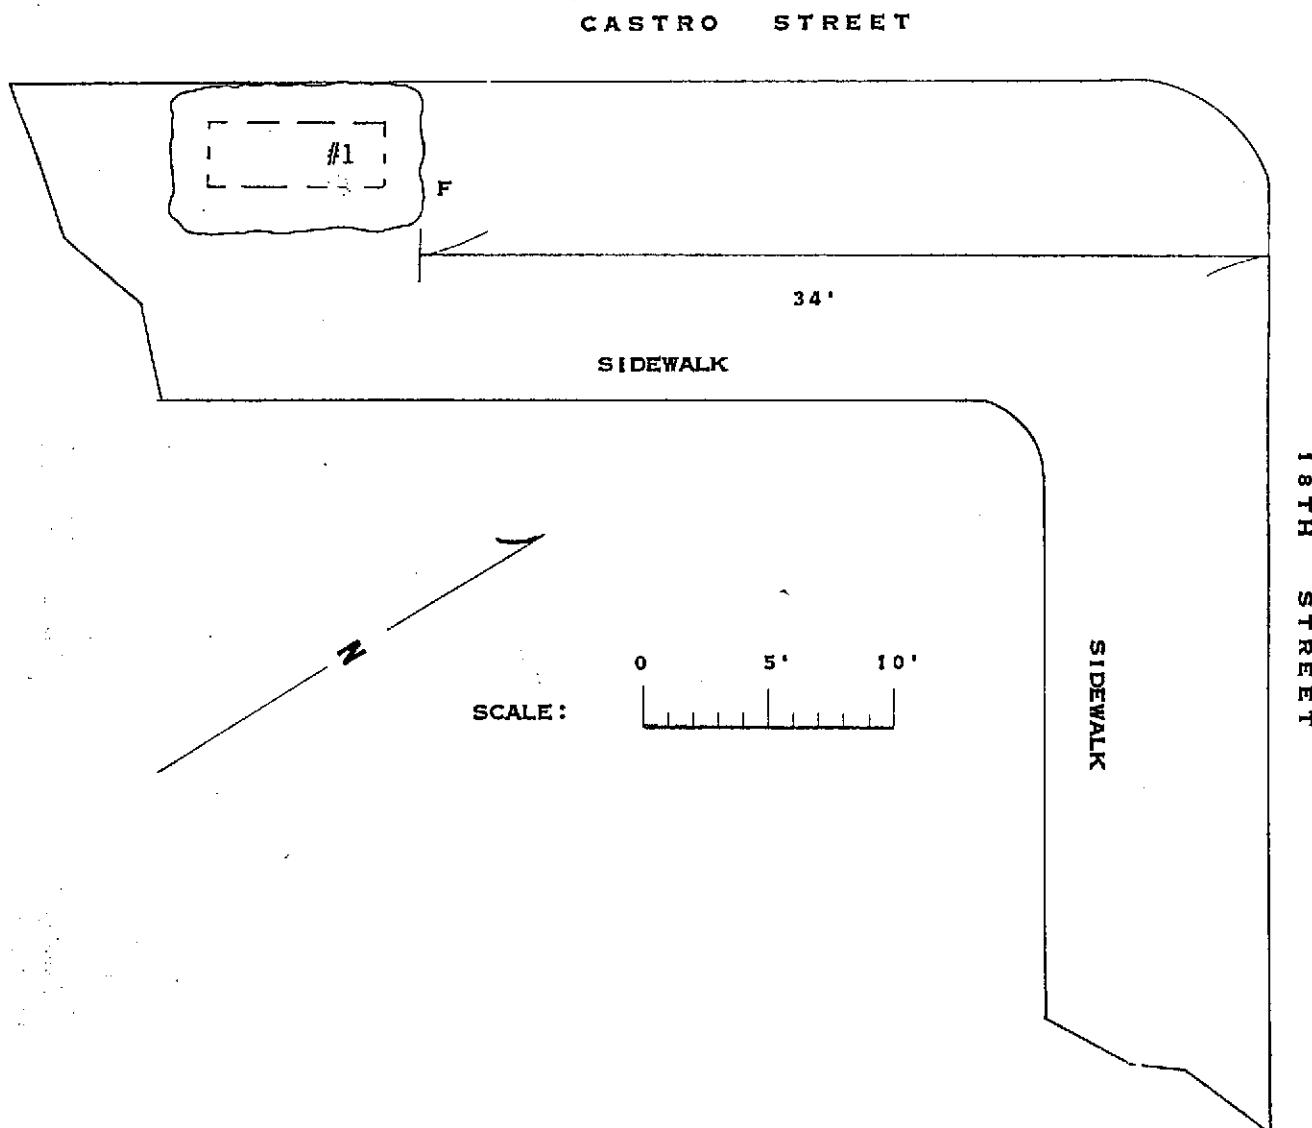 CASTRO STREET
#1
F
34'
SIDEWALK
18TH STREET
N
0 5' 10'
SCALE:
SIDEWALK